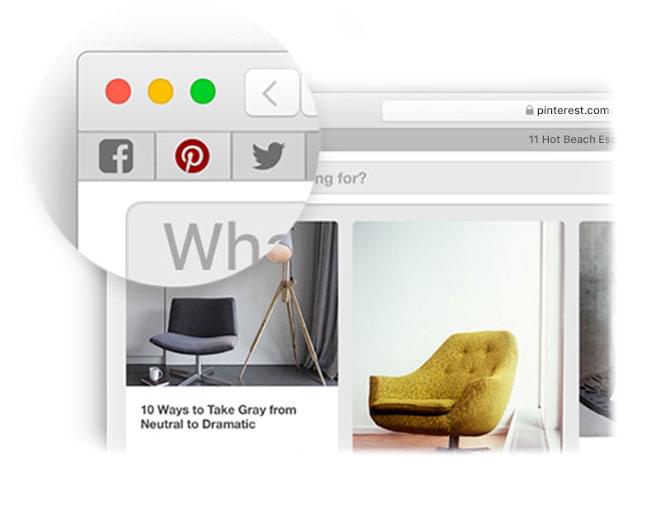 pinterest.com
11 Hot Beach Esc
ng for?
Wha
10 Ways to Take Gray from
Neutral to Dramatic